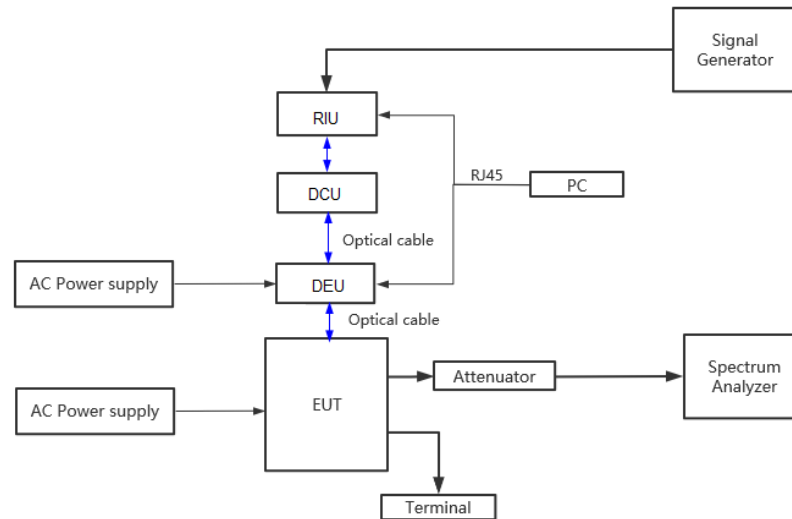 Signal
Generator
RIU
RJ45
PC
DCU
Optical cable
AC Power supply
DEU
Optical cable
Attenuator
Spectrum
Analyzer
AC Power supply
EUT
Terminal